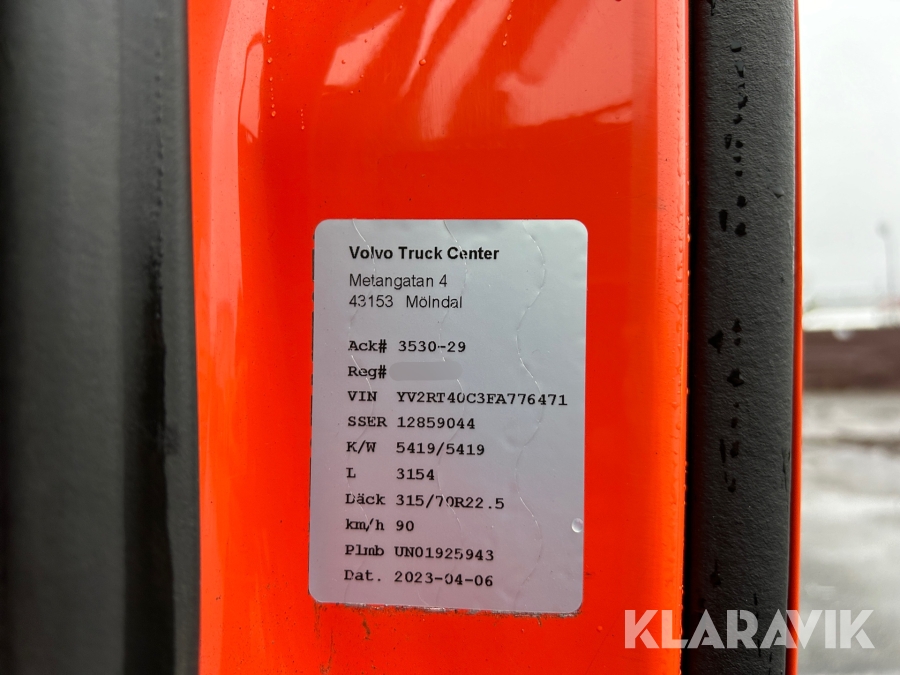 Volvo Truck Center
Metangatan 4
43153 Mölndal
Ack# 3530-29
Reg#
VIN YV2RT40C3FA776471
SSER 12859044
K/W 5419/5419
L 3154
Däck 315/70R22.5
km/h 90
Plmb UN01925943
Dat. 2023-04-06
KLARAVIK